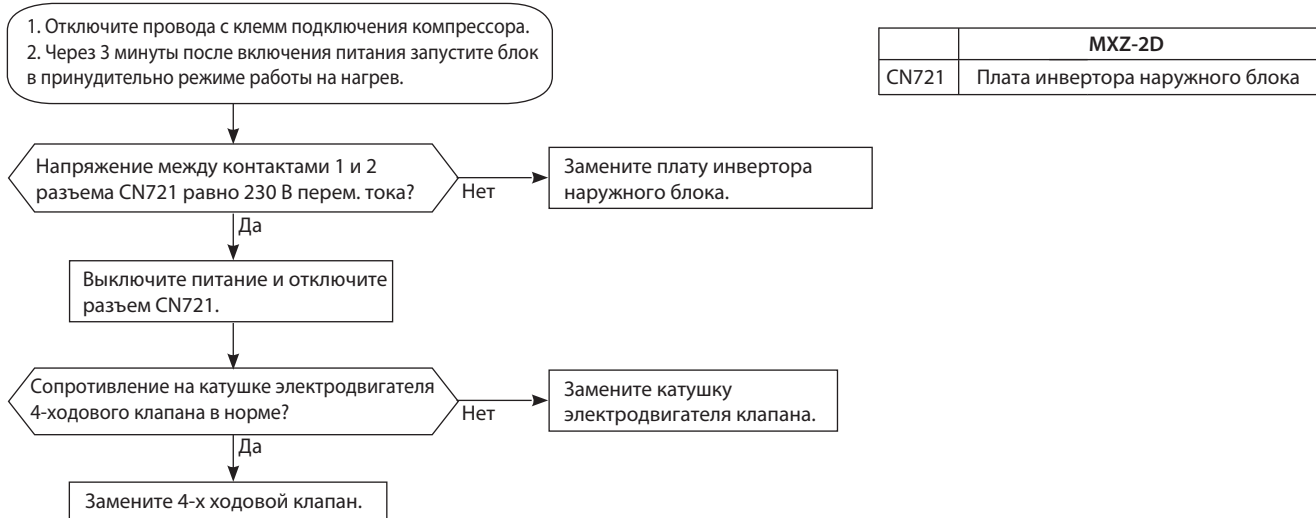 1. Отключите провода с клемм подключения компрессора.
2. Через 3 минуты после включения питания запустите блок
в принудительно режиме работы на нагрев.
MXZ-2D
CN721 Плата инвертора наружного блока
Напряжение между контактами 1 и 2
разъема CN721 равно 230 В перем. тока?
Нет
Замените плату инвертора
наружного блока.
Да
Выключите питание и отключите
разъем CN721.
Сопротивление на катушке электродвигателя
4-ходового клапана в норме?
Нет
Замените катушку
электродвигателя клапана.
Да
Замените 4-х ходовой клапан.